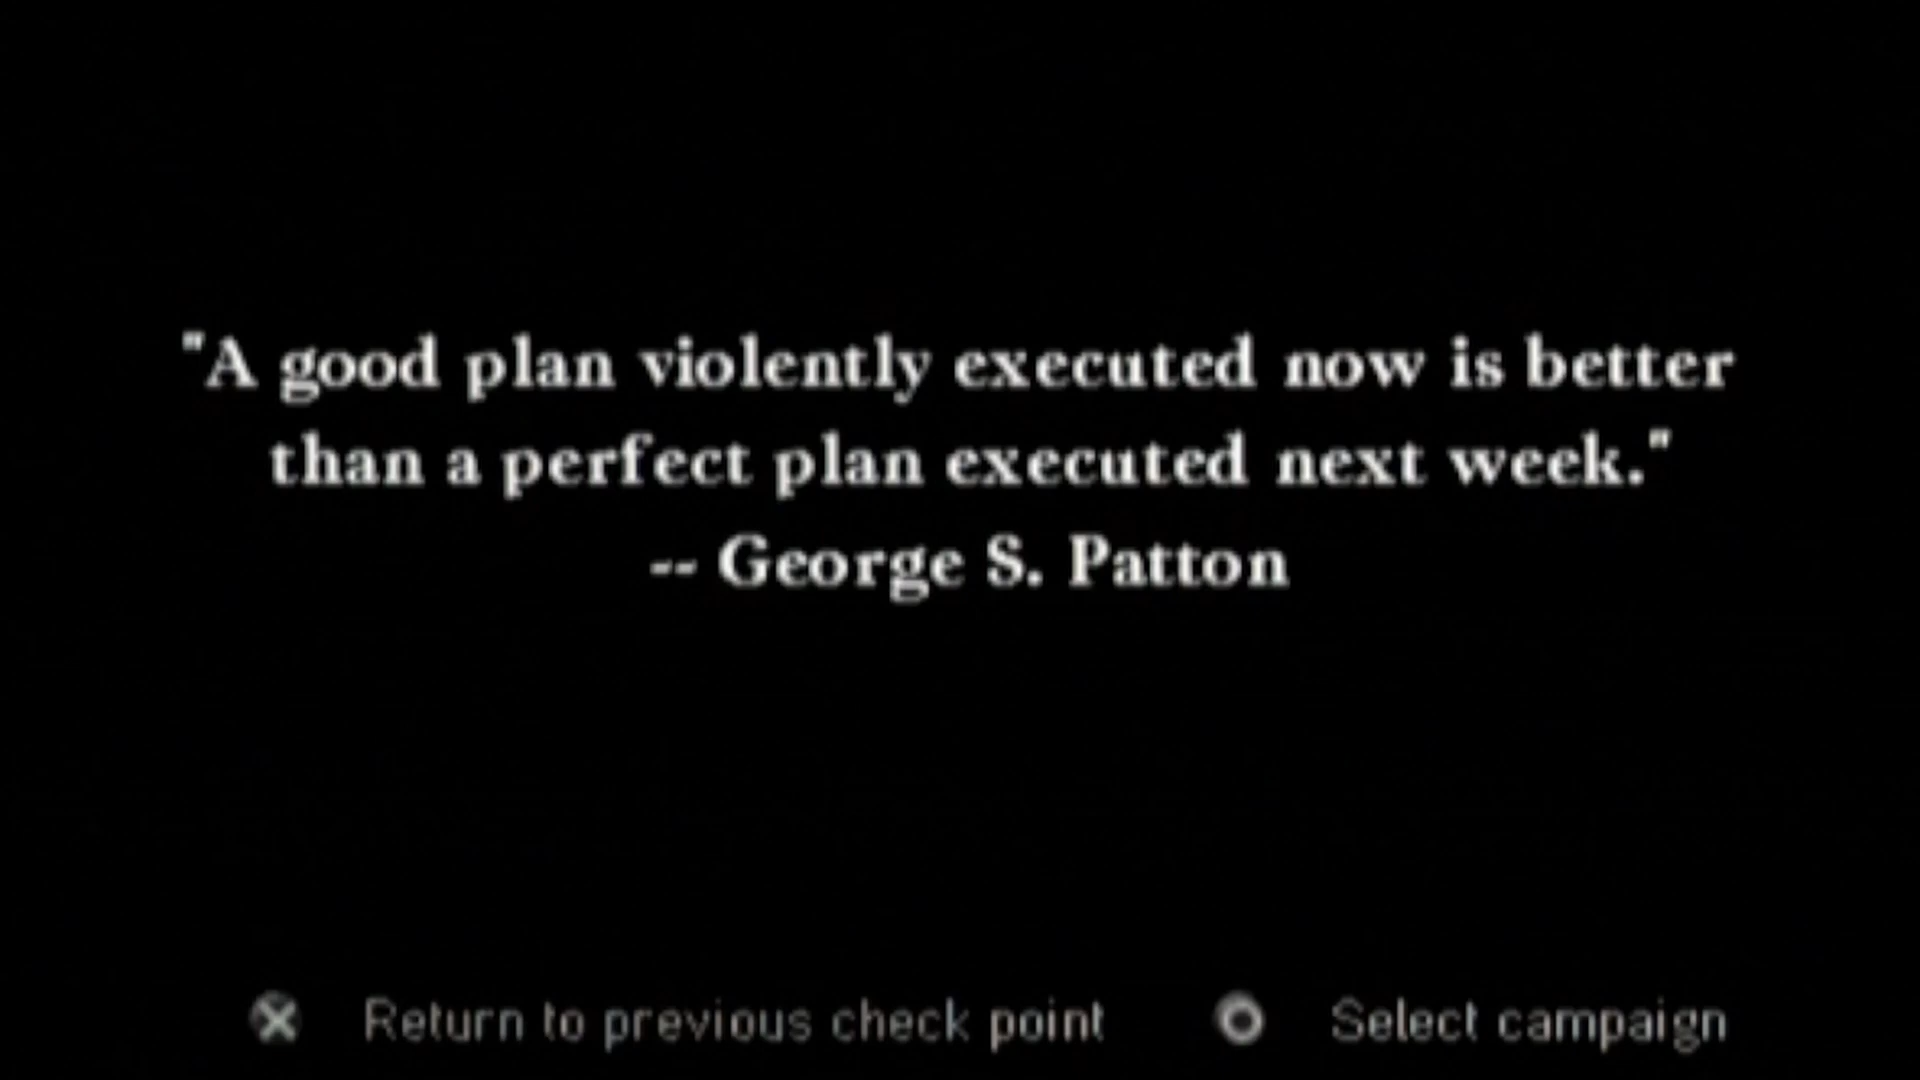 "A good plan violently executed now is better
than a perfect plan executed next week."
-- George S. Patton
Return to previous check point Select campaign